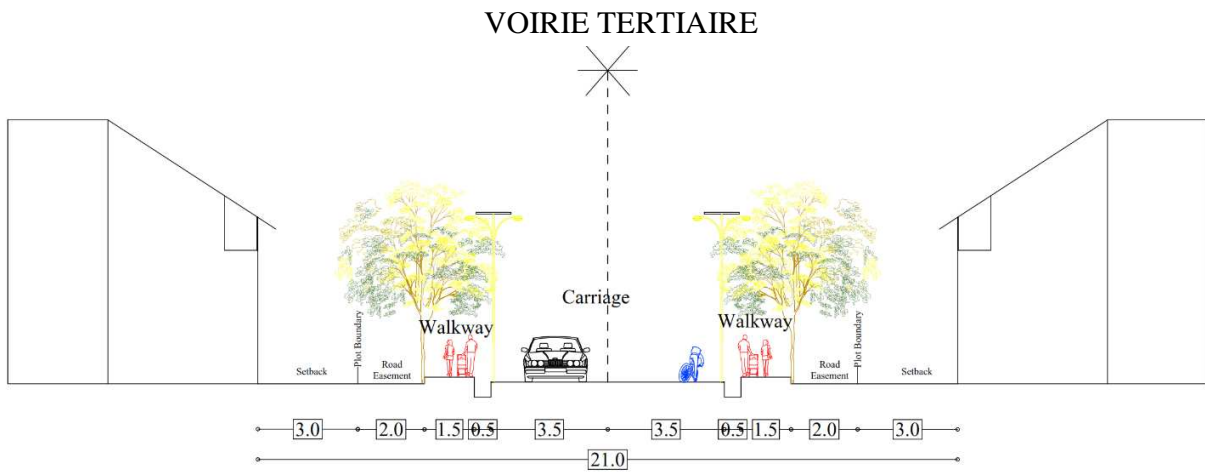 VOIRIE TERTIAIRE
Carriage
Walkway
Walkway
Plot Boundary
Plot Boundary
Setback
Road
Easement
Road
Easement
Setback
3.0 2.0 1.5 0.5 3.5 3.5 0.5 1.5 2.0 3.0
21.0